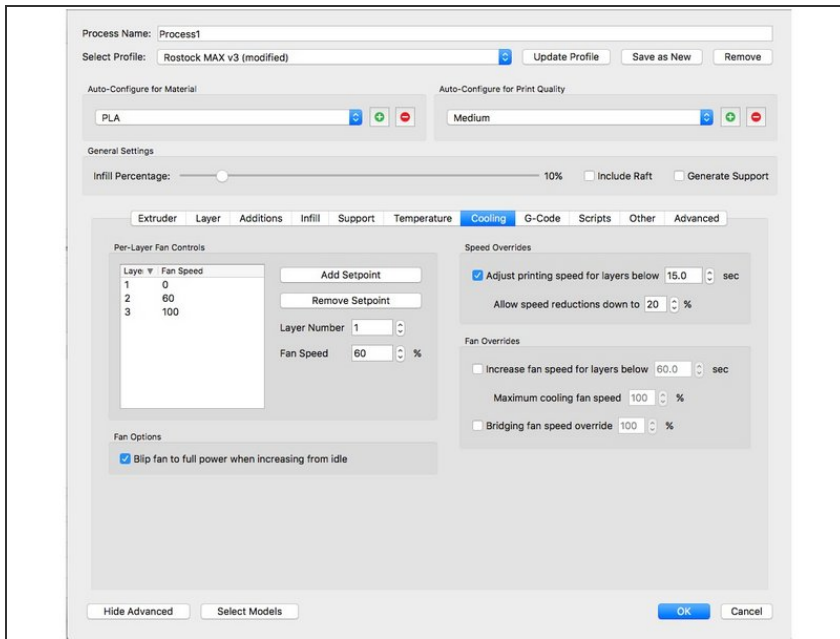 Process Name: Process1
Select Profile: Rostock MAX v3 (modified) Update Profile Save as New Remove
Auto-Configure for Material
PLA
Auto-Configure for Print Quality
Medium
General Settings
Infill Percentage: 10% Include Raft Generate Support
Extruder Layer Additions Infill Support Temperature Cooling G-Code Scripts Other Advanced
Per-Layer Fan Controls
Laye Fan Speed
1 0
2 60
3 100
Add Setpoint
Remove Setpoint
Layer Number 1
Fan Speed 60 %
Fan Options
Blip fan to full power when increasing from idle
Speed Overrides
Adjust printing speed for layers below 15.0 sec
Allow speed reductions down to 20 %
Fan Overrides
Increase fan speed for layers below 60.0 sec
Maximum cooling fan speed 100 %
Bridging fan speed override 100 %
Hide Advanced Select Models OK Cancel